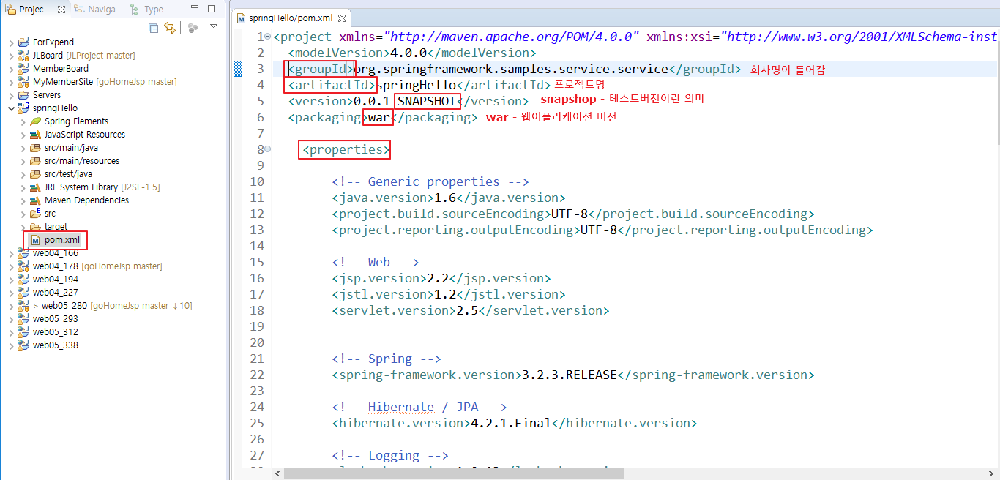 Projec...
Naviga...
Type ...
ForExpend
JLBoard [JLProject master]
MemberBoard
MyMemberSite [goHomeJsp master]
Servers
springHello
Spring Elements
JavaScript Resources
src/main/java
src/main/resources
src/test/java
JRE System Library [J2SE-1.5]
Maven Dependencies
src
target
pom.xml
web04_166
web04_178 [goHomeJsp master]
web04_194
web04_227
> web05_280 [goHomeJsp master ↓10]
web05_293
web05_312
web05_338
springHello/pom.xml
1 <project xmlns="http://maven.apache.org/POM/4.0.0" xmlns:xsi="http://www.w3.org/2001/XMLSchema-inst
2 <modelVersion>4.0.0</modelVersion>
3 <groupId>org.springframework.samples.service.service</groupId> 회사명이 들어감
4 <artifactId>springHello</artifactId> 프로젝트명
5 <version>0.0.1-SNAPSHOT</version> snapshop - 테스트버전이란 의미
6 <packaging>war</packaging> war - 웹어플리케이션 버전
7
8 <properties>
9
10 <!-- Generic properties -->
11 <java.version>1.6</java.version>
12 <project.build.sourceEncoding>UTF-8</project.build.sourceEncoding>
13 <project.reporting.outputEncoding>UTF-8</project.reporting.outputEncoding>
14
15 <!-- Web -->
16 <jsp.version>2.2</jsp.version>
17 <jstl.version>1.2</jstl.version>
18 <servlet.version>2.5</servlet.version>
19
20
21 <!-- Spring -->
22 <spring-framework.version>3.2.3.RELEASE</spring-framework.version>
23
24 <!-- Hibernate / JPA -->
25 <hibernate.version>4.2.1.Final</hibernate.version>
26
27 <!-- Logging -->